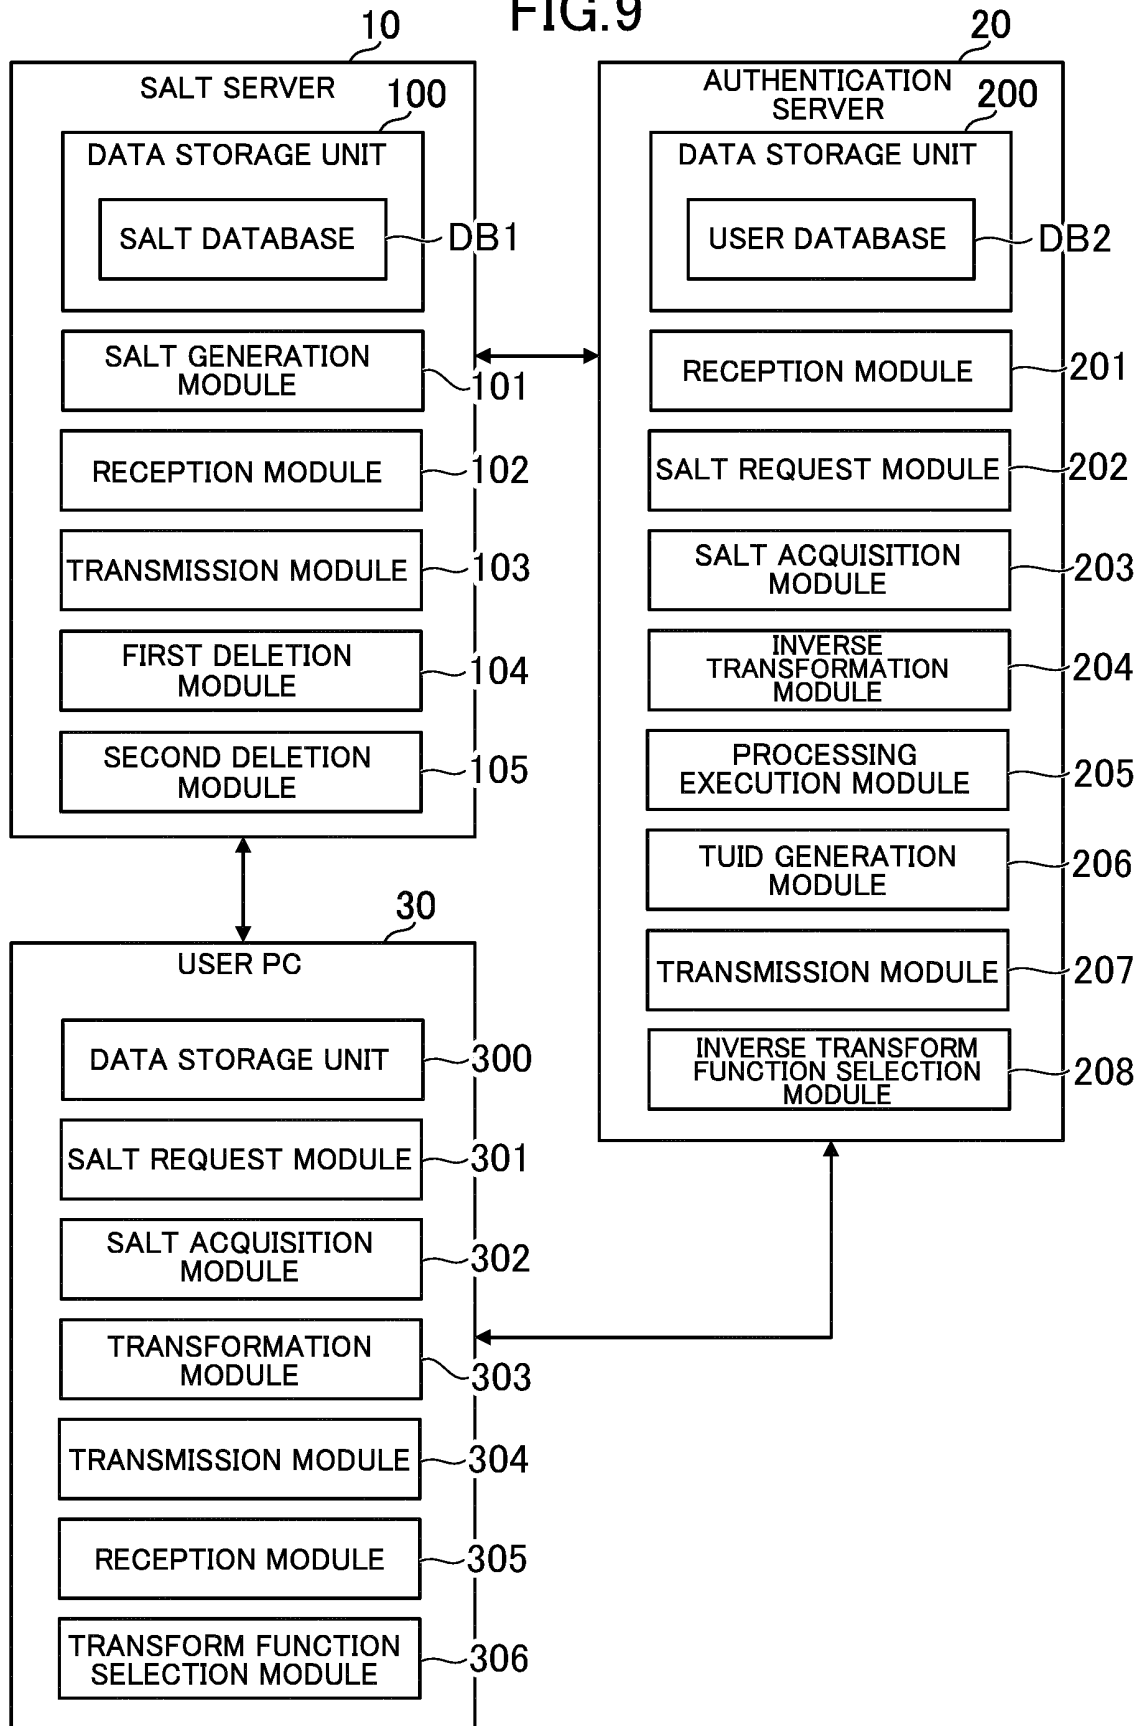 FIG.9
10
SALT SERVER
100
DATA STORAGE UNIT
SALT DATABASE
DB1
SALT GENERATION
MODULE
101
RECEPTION MODULE
102
TRANSMISSION MODULE
103
FIRST DELETION
MODULE
104
SECOND DELETION
MODULE
105
20
AUTHENTICATION
SERVER
200
DATA STORAGE UNIT
USER DATABASE
DB2
RECEPTION MODULE
201
SALT REQUEST MODULE
202
SALT ACQUISITION
MODULE
203
INVERSE
TRANSFORMATION
MODULE
204
PROCESSING
EXECUTION MODULE
205
TUID GENERATION
MODULE
206
TRANSMISSION MODULE
207
INVERSE TRANSFORM
FUNCTION SELECTION
MODULE
208
30
USER PC
DATA STORAGE UNIT
300
SALT REQUEST MODULE
301
SALT ACQUISITION
MODULE
302
TRANSFORMATION
MODULE
303
TRANSMISSION MODULE
304
RECEPTION MODULE
305
TRANSFORM FUNCTION
SELECTION MODULE
306